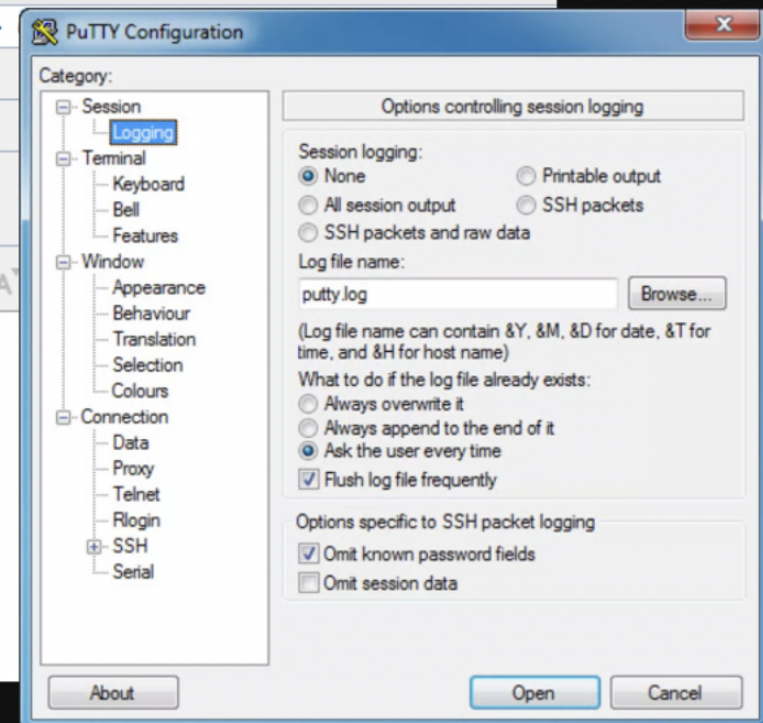 PuTTY Configuration
Category:
Session
Logging
Terminal
Keyboard
Bell
Features
Window
Appearance
Behaviour
Translation
Selection
Colours
Connection
Data
Proxy
Telnet
Rlogin
SSH
Serial
Options controlling session logging
Session logging:
None
Printable output
All session output
SSH packets
SSH packets and raw data
Log file name:
putty.log
Browse...
(Log file name can contain &Y, &M, &D for date, &T for
time, and &H for host name)
What to do if the log file already exists:
Always overwrite it
Always append to the end of it
Ask the user every time
Flush log file frequently
Options specific to SSH packet logging
Omit known password fields
Omit session data
About
Open
Cancel